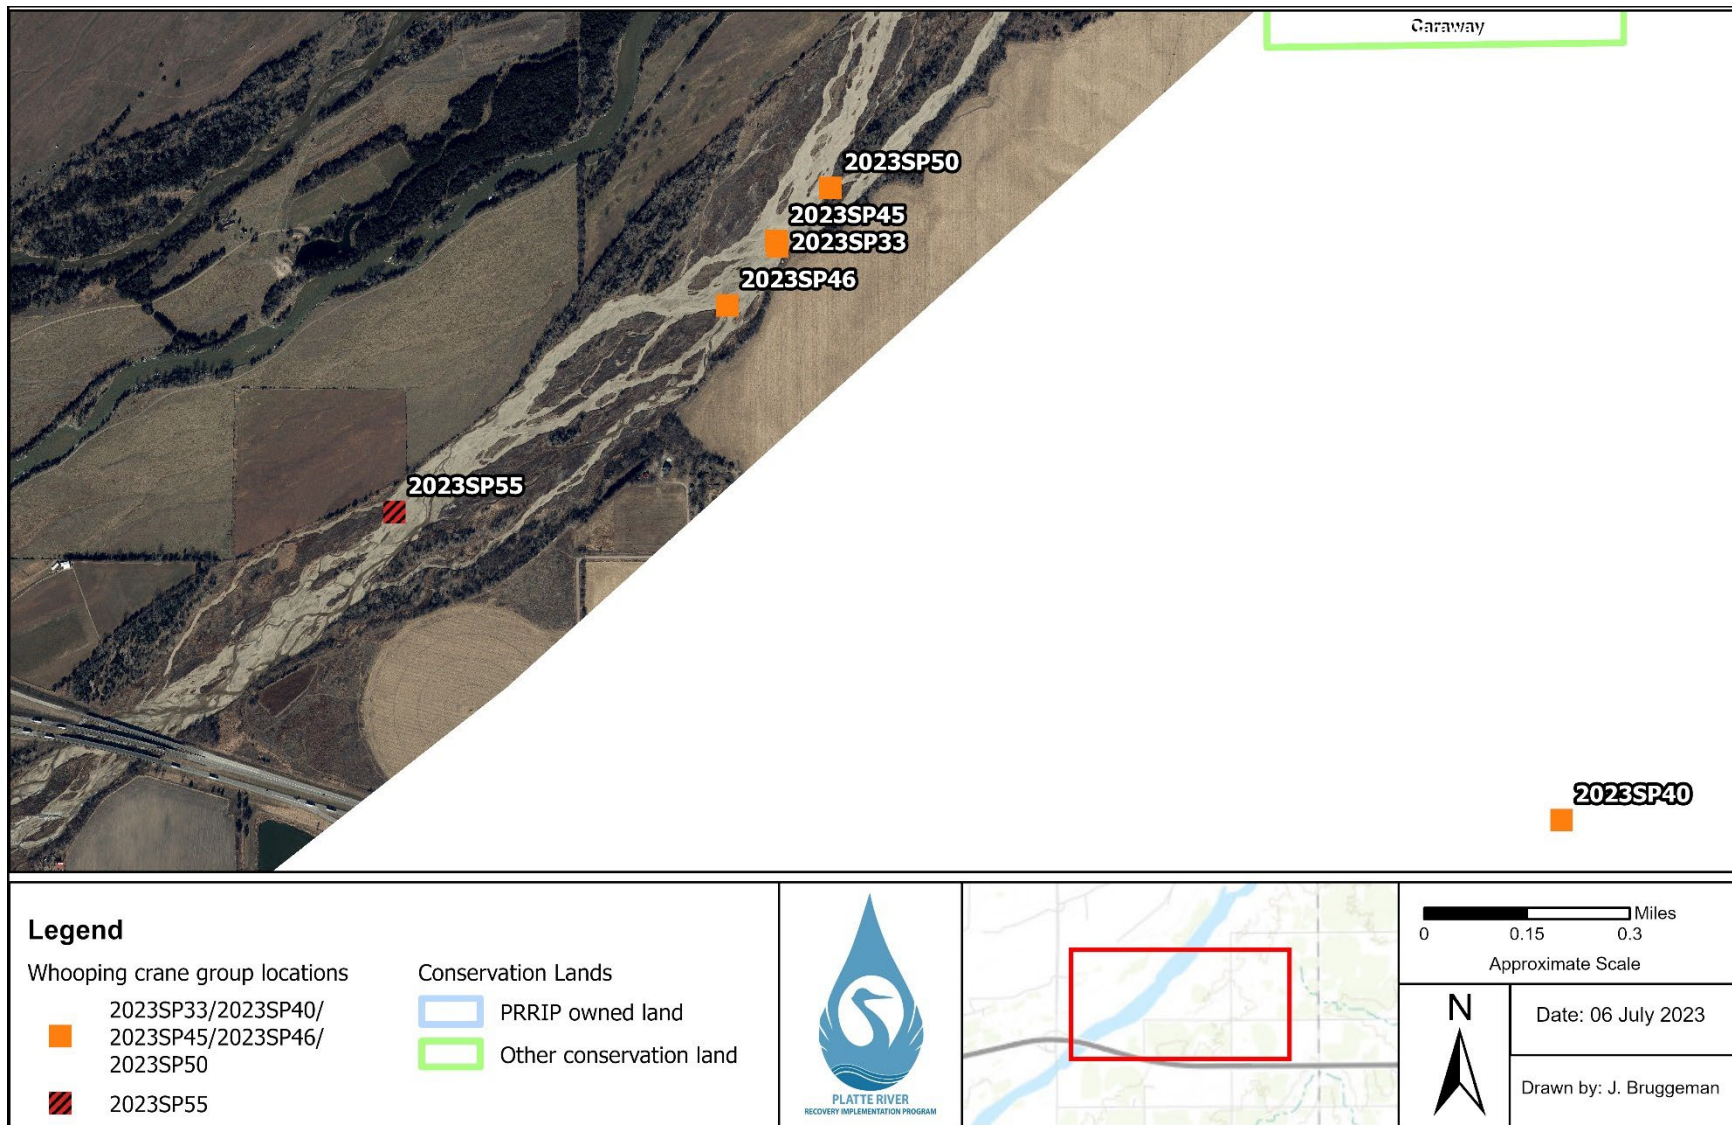 Caraway
2023SP50
2023SP45
2023SP33
2023SP46
2023SP55
2023SP40
Legend
Whooping crane group locations
2023SP33/2023SP40/
2023SP45/2023SP46/
2023SP50
2023SP55
Conservation Lands
PRRIP owned land
Other conservation land
PLATTE RIVER
RECOVERY IMPLEMENTATION PROGRAM
Miles
0 0.15 0.3
Approximate Scale
N
Date: 06 July 2023
Drawn by: J. Bruggeman